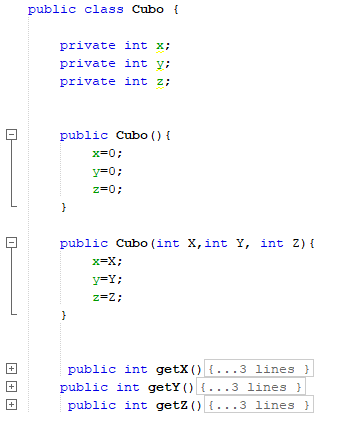 public class Cubo {
private int x;
private int y;
private int z;
public Cubo(){
x=0;
y=0;
z=0;
}
public Cubo(int X,int Y, int Z){
x=X;
y=Y;
z=Z;
}
public int getX(){...3 lines }
public int getY(){...3 lines }
public int getZ(){...3 lines }